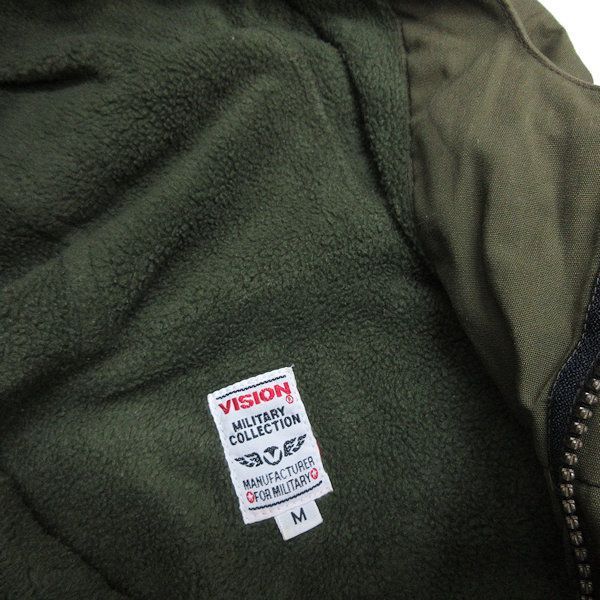 VISION®
MILITARY
COLLECTION
MANUFACTURER
FOR MILITARY
M